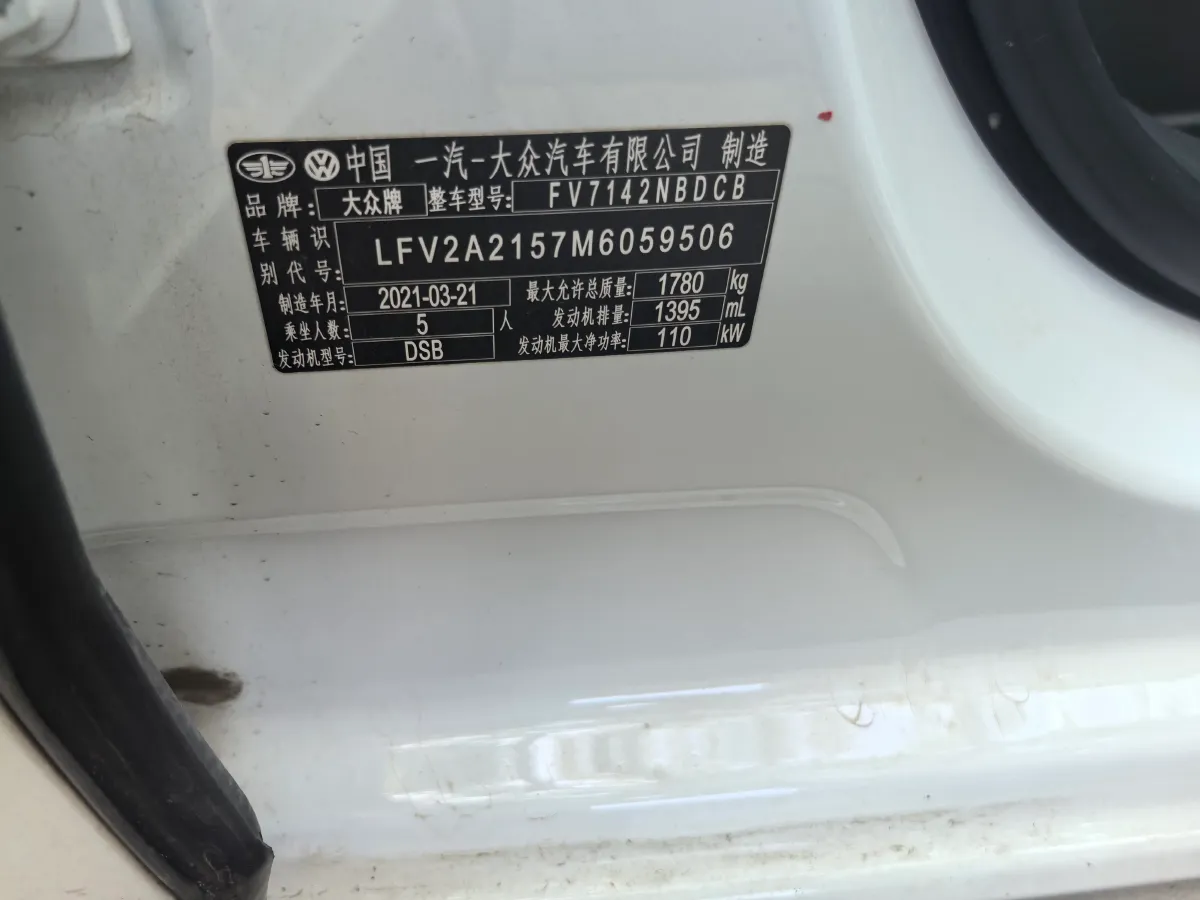 中国 一汽-大众汽车有限公司 制造
品牌: 大众牌 整车型号: FV7142NBDCB
车辆识别代号: LFV2A2157M6059506
制造年月: 2021-03-21 最大允许总质量: 1780 kg
乘坐人数: 5 人 发动机排量: 1395 mL
发动机型号: DSB 发动机最大净功率: 110 kW